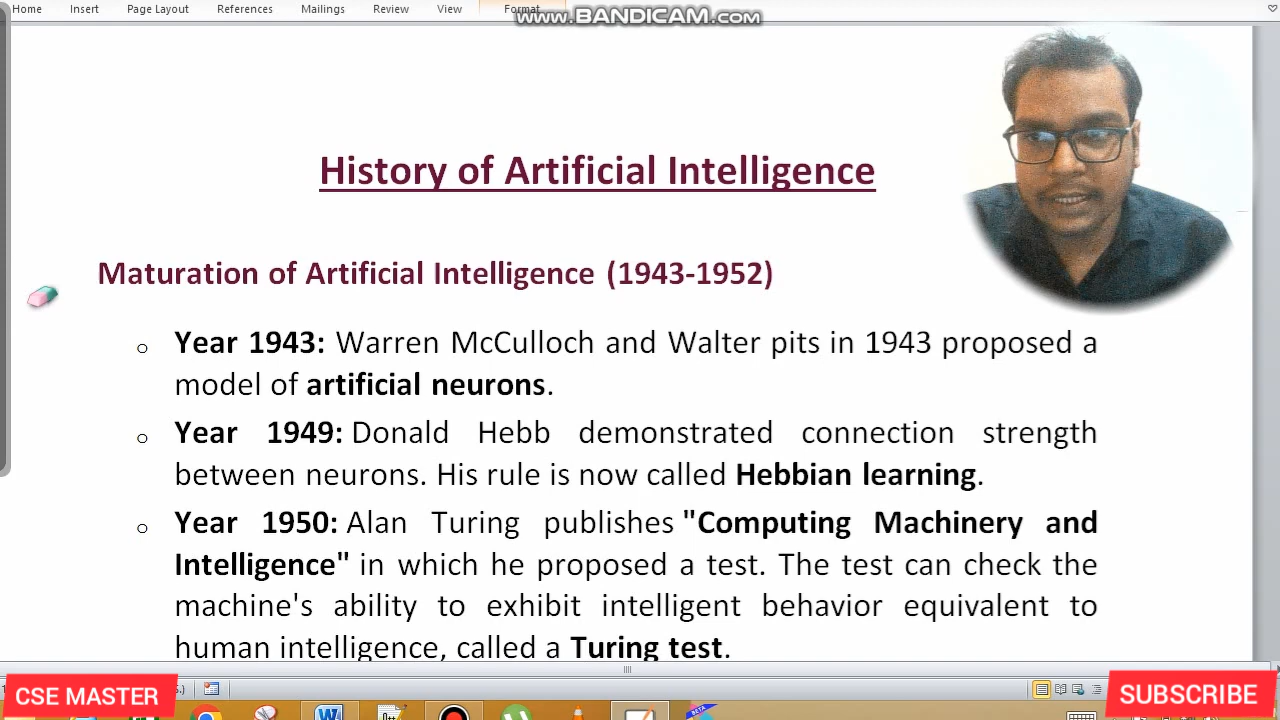 Home Insert Page Layout References Mailings Review View Format
www.BANDICAM.com
History of Artificial Intelligence
Maturation of Artificial Intelligence (1943-1952)
o Year 1943: Warren McCulloch and Walter pits in 1943 proposed a
model of artificial neurons.
o Year 1949: Donald Hebb demonstrated connection strength
between neurons. His rule is now called Hebbian learning.
o Year 1950: Alan Turing publishes "Computing Machinery and
Intelligence" in which he proposed a test. The test can check the
machine's ability to exhibit intelligent behavior equivalent to
human intelligence, called a Turing test.
CSE MASTER
SUBSCRIBE
BETA